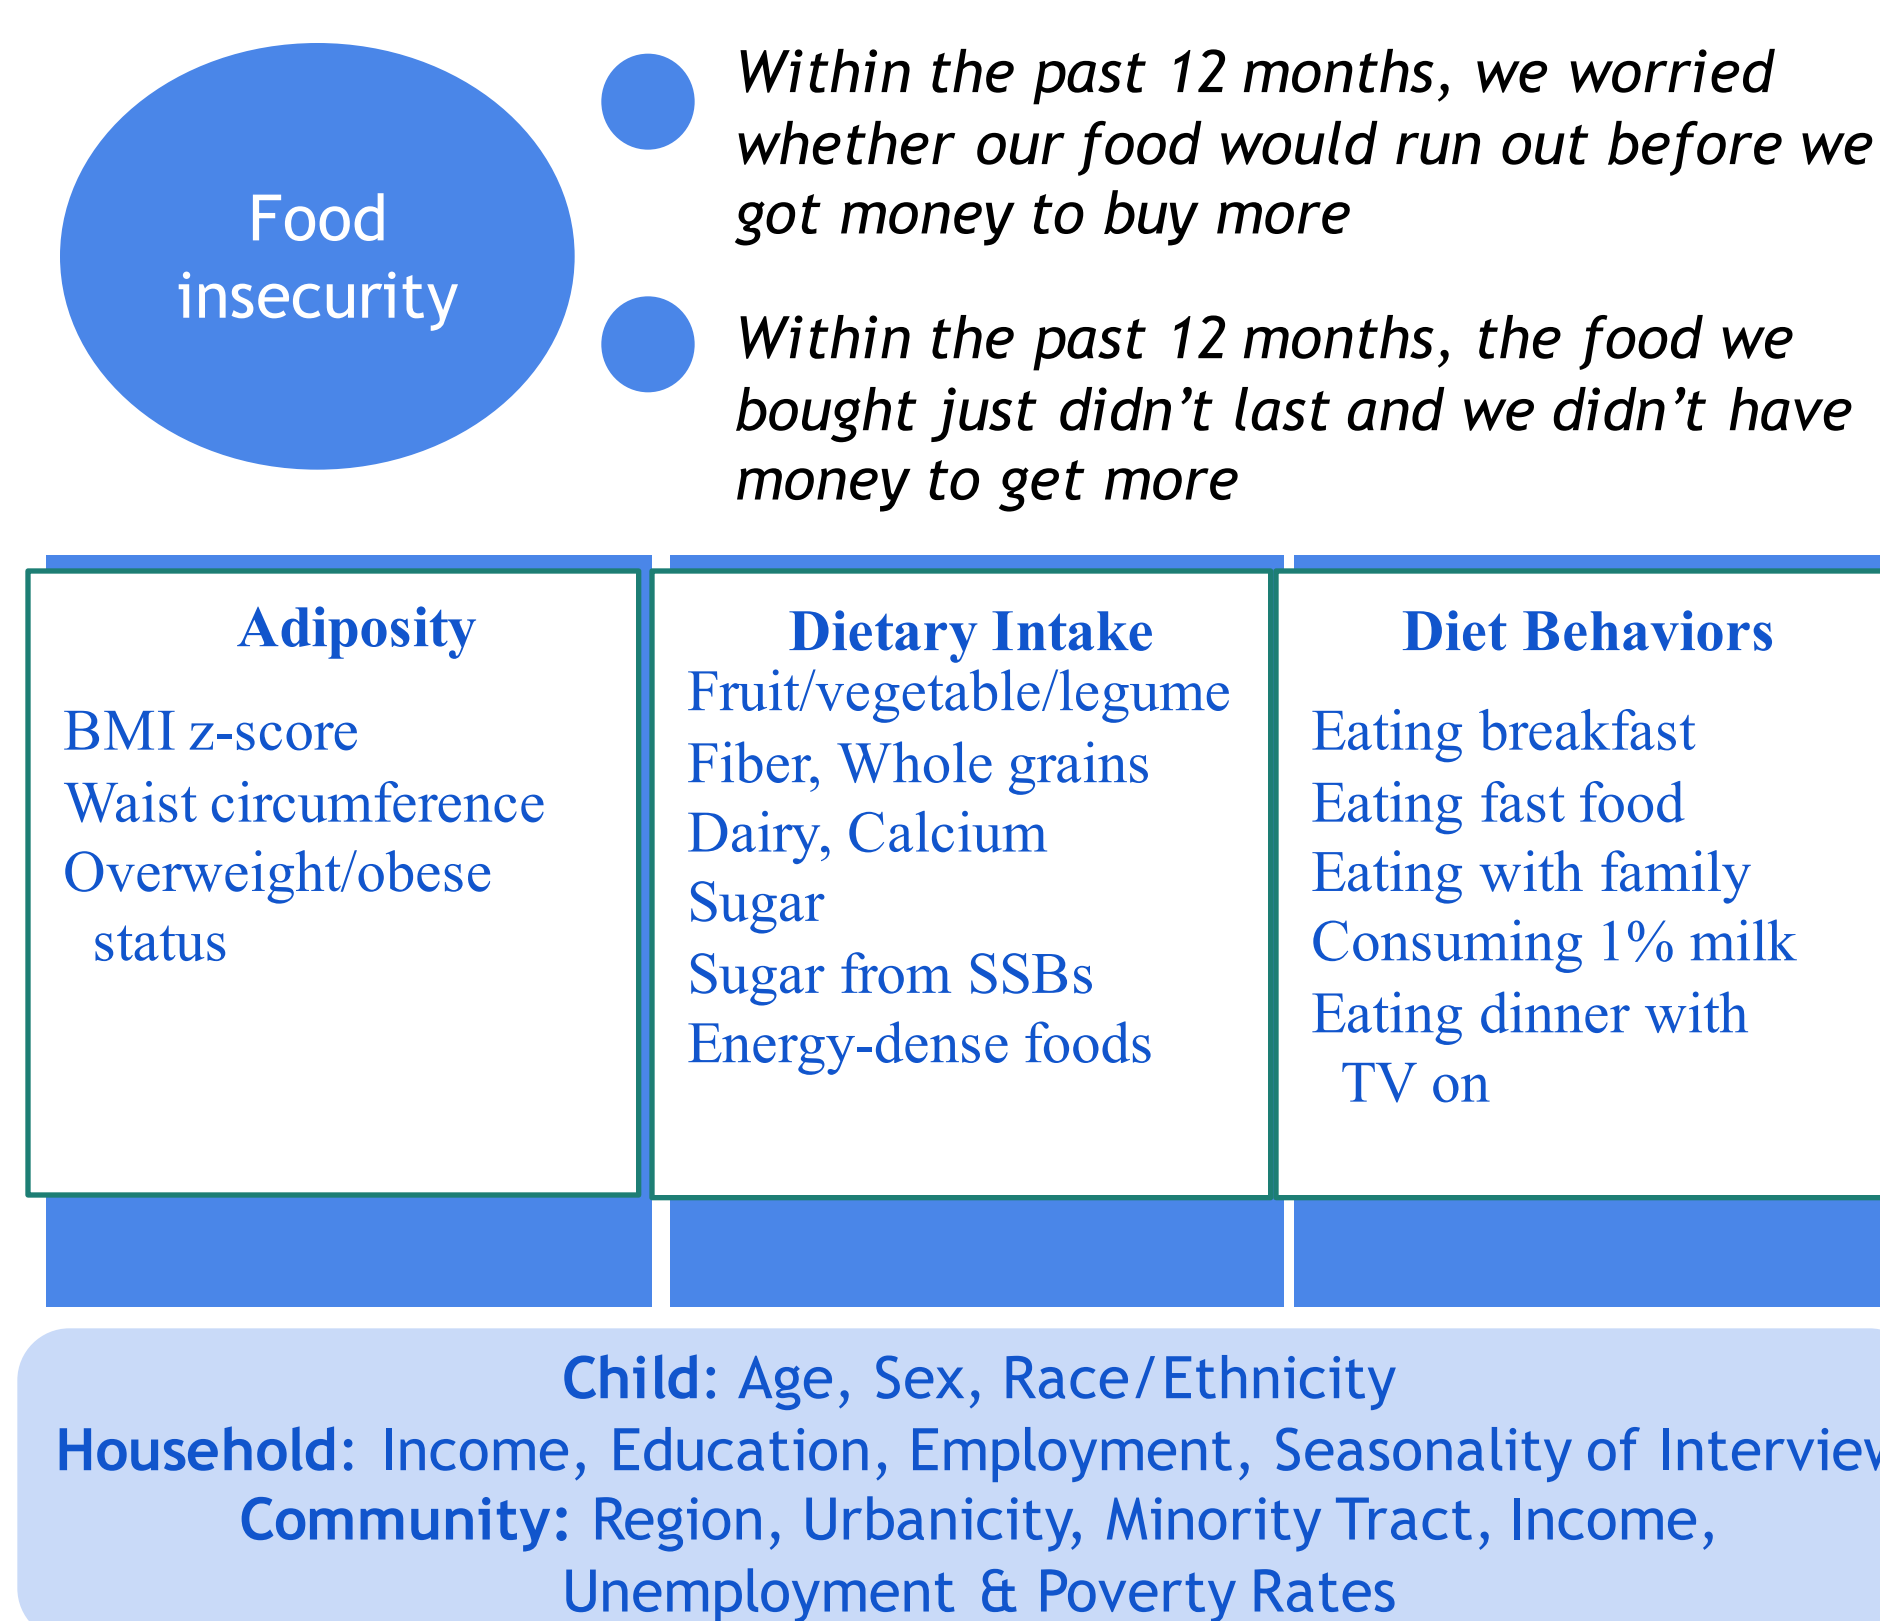 Food
insecurity
Within the past 12 months, we worried
whether our food would run out before we
got money to buy more
Within the past 12 months, the food we
bought just didn’t last and we didn’t have
money to get more
Adiposity
BMI z-score
Waist circumference
Overweight/obese
status
Dietary Intake
Fruit/vegetable/legume
Fiber, Whole grains
Dairy, Calcium
Sugar
Sugar from SSBs
Energy-dense foods
Diet Behaviors
Eating breakfast
Eating fast food
Eating with family
Consuming 1% milk
Eating dinner with
TV on
Child: Age, Sex, Race/Ethnicity
Household: Income, Education, Employment, Seasonality of Interview
Community: Region, Urbanicity, Minority Tract, Income,
Unemployment & Poverty Rates